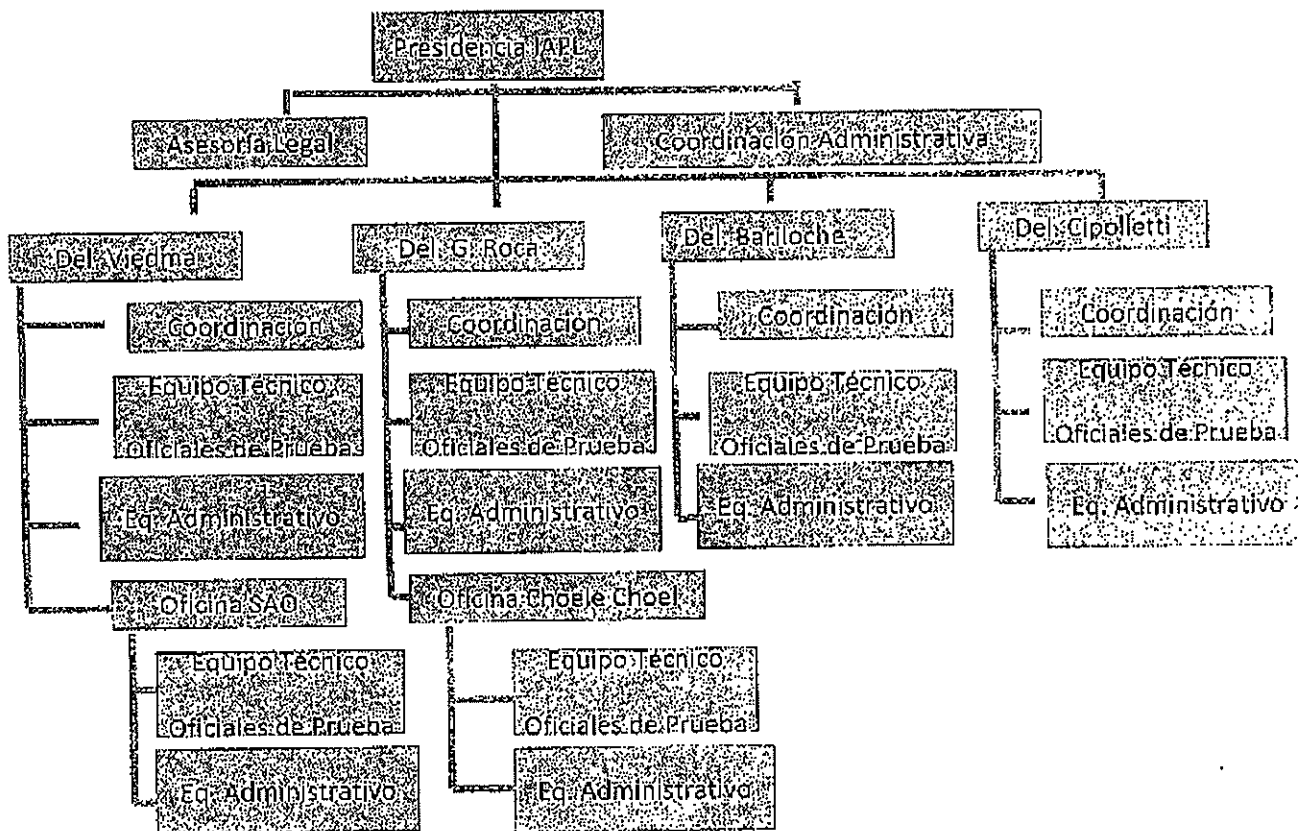 Presidencia IAPL
Asesoría Legal
Coordinación Administrativa
Del. Viedma
Del. G. Roca
Del. Bariloche
Del. Cipolletti
Coordinación
Equipo Técnico
Oficiales de Prueba
Eq. Administrativo
Oficina SAO
Equipo Técnico
Oficiales de Prueba
Eq. Administrativo
Coordinación
Equipo Técnico
Oficiales de Prueba
Eq. Administrativo
Oficina Choele Choel
Equipo Técnico
Oficiales de Prueba
Eq. Administrativo
Coordinación
Equipo Técnico
Oficiales de Prueba
Eq. Administrativo
Coordinación
Equipo Técnico
Oficiales de Prueba
Eq. Administrativo